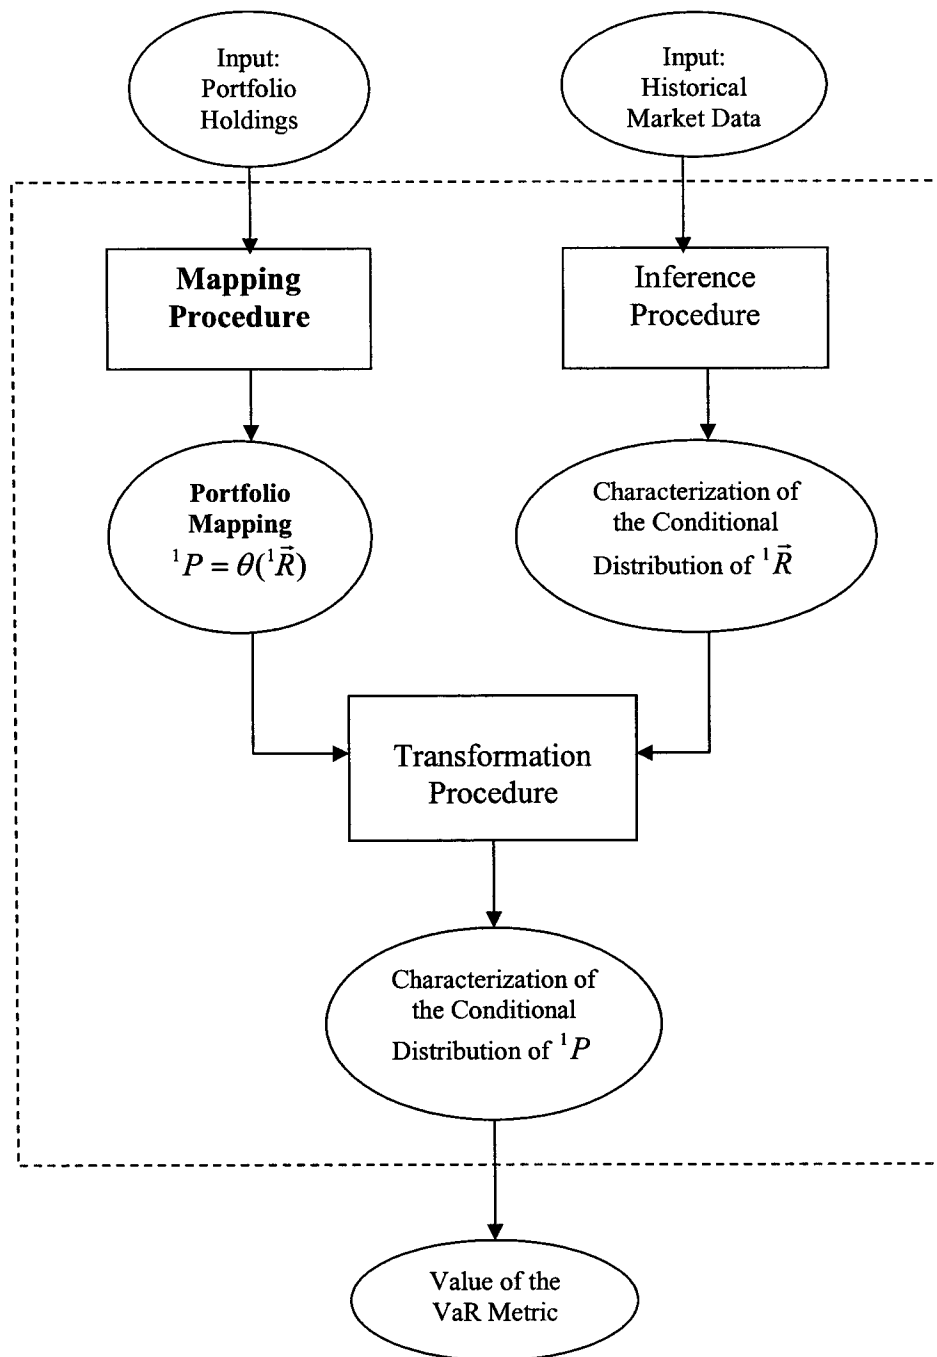 Input:
Portfolio
Holdings
Input:
Historical
Market Data
Mapping
Procedure
Inference
Procedure
Portfolio
Mapping
¹P = θ(¹R⃗)
Characterization of
the Conditional
Distribution of ¹R⃗
Transformation
Procedure
Characterization of
the Conditional
Distribution of ¹P
Value of the
VaR Metric